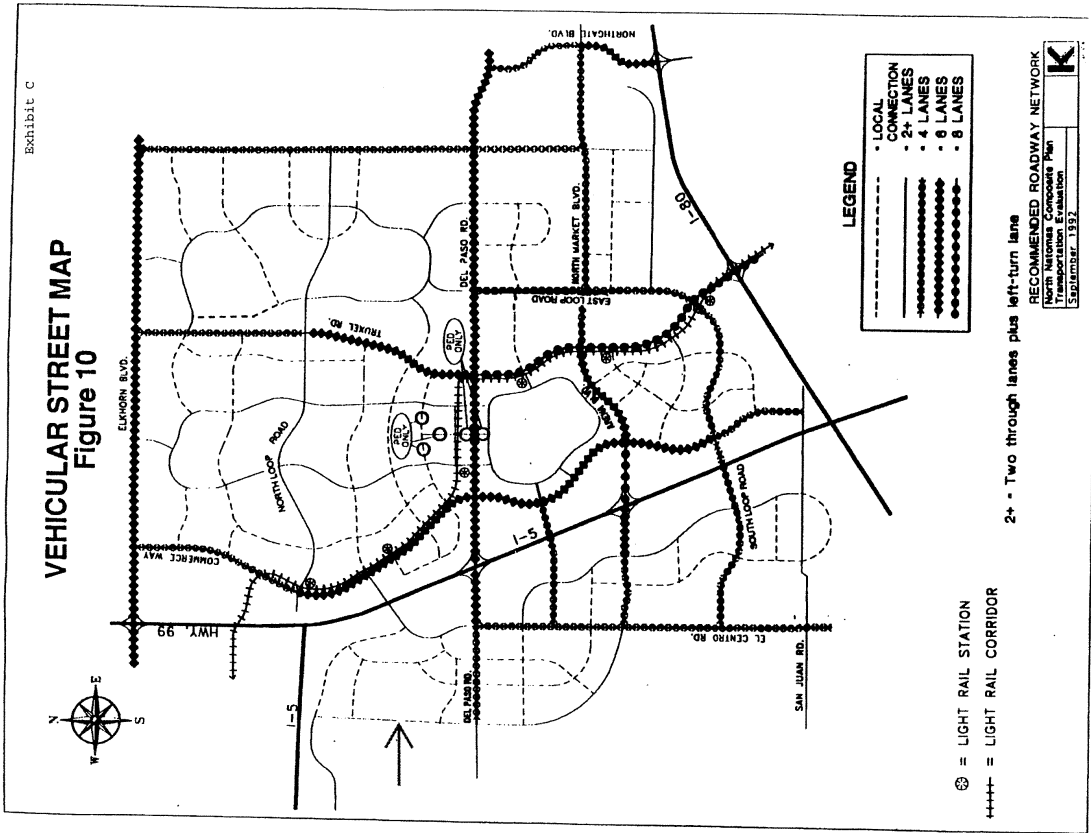 Exhibit C
VEHICULAR STREET MAP
Figure 10
N
E
S
W
ELKHORN BLVD.
HWY. 99
COMMERCE WAY
NORTH LOOP ROAD
TRUXEL RD.
I-5
PED ONLY
PED ONLY
DEL PASO RD.
DEL PASO RD.
NORTHGATE BLVD.
NORTH MARKET BLVD.
EAST LOOP ROAD
ARENA BLVD
I-5
I-80
EL CENTRO RD.
SOUTH LOOP ROAD
SAN JUAN RD.
LEGEND
- LOCAL CONNECTION
- 2+ LANES
- 4 LANES
- 6 LANES
- 8 LANES
= LIGHT RAIL STATION
= LIGHT RAIL CORRIDOR
2+ - Two through lanes plus left-turn lane
RECOMMENDED ROADWAY NETWORK
North Natomas Composite Plan
Transportation Evaluation
September 1992
K